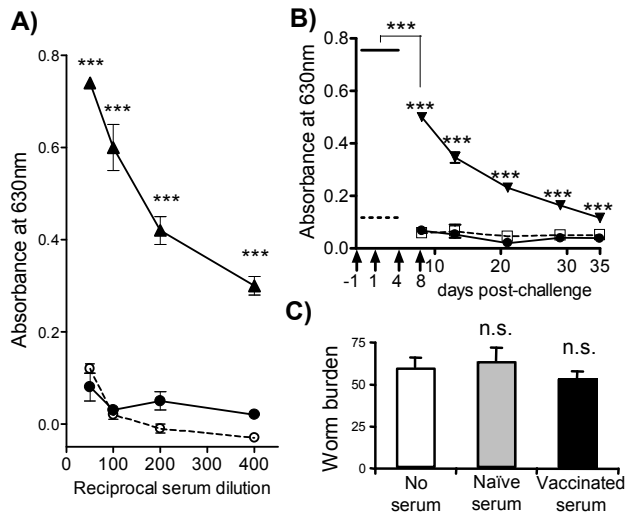 A)
0.8
0.6
0.4
0.2
0.0
Absorbance at 630nm
***
***
***
***
0 100 200 300 400
Reciprocal serum dilution
B)
***
0.8
0.6
0.4
0.2
0.0
Absorbance at 630nm
***
***
***
***
***
-1 1 4 8 10 20 30 35
days post-challenge
C)
75
50
25
0
Worm burden
n.s.
n.s.
No serum
Naïve serum
Vaccinated serum